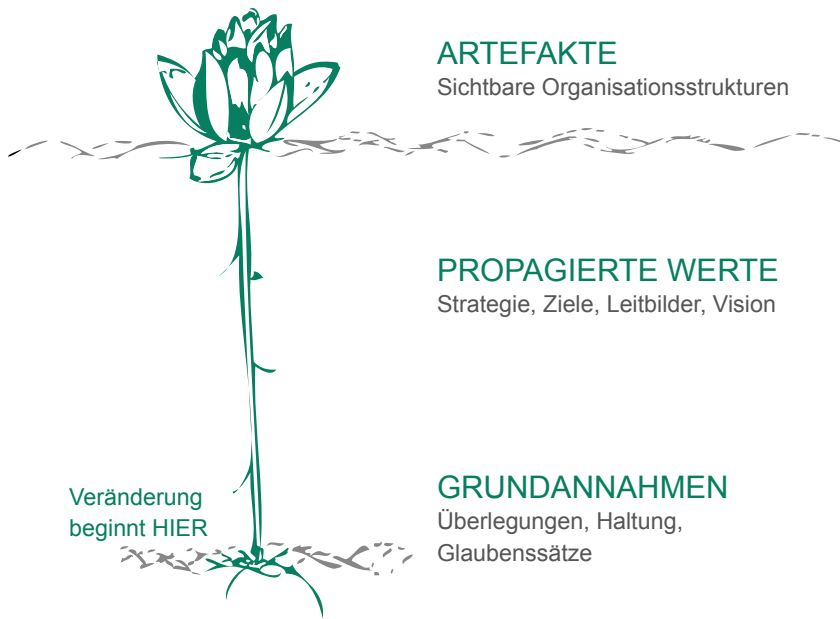 ARTEFAKTE
Sichtbare Organisationsstrukturen
PROPAGIERTE WERTE
Strategie, Ziele, Leitbilder, Vision
Veränderung
beginnt HIER
GRUNDANNAHMEN
Überlegungen, Haltung,
Glaubenssätze